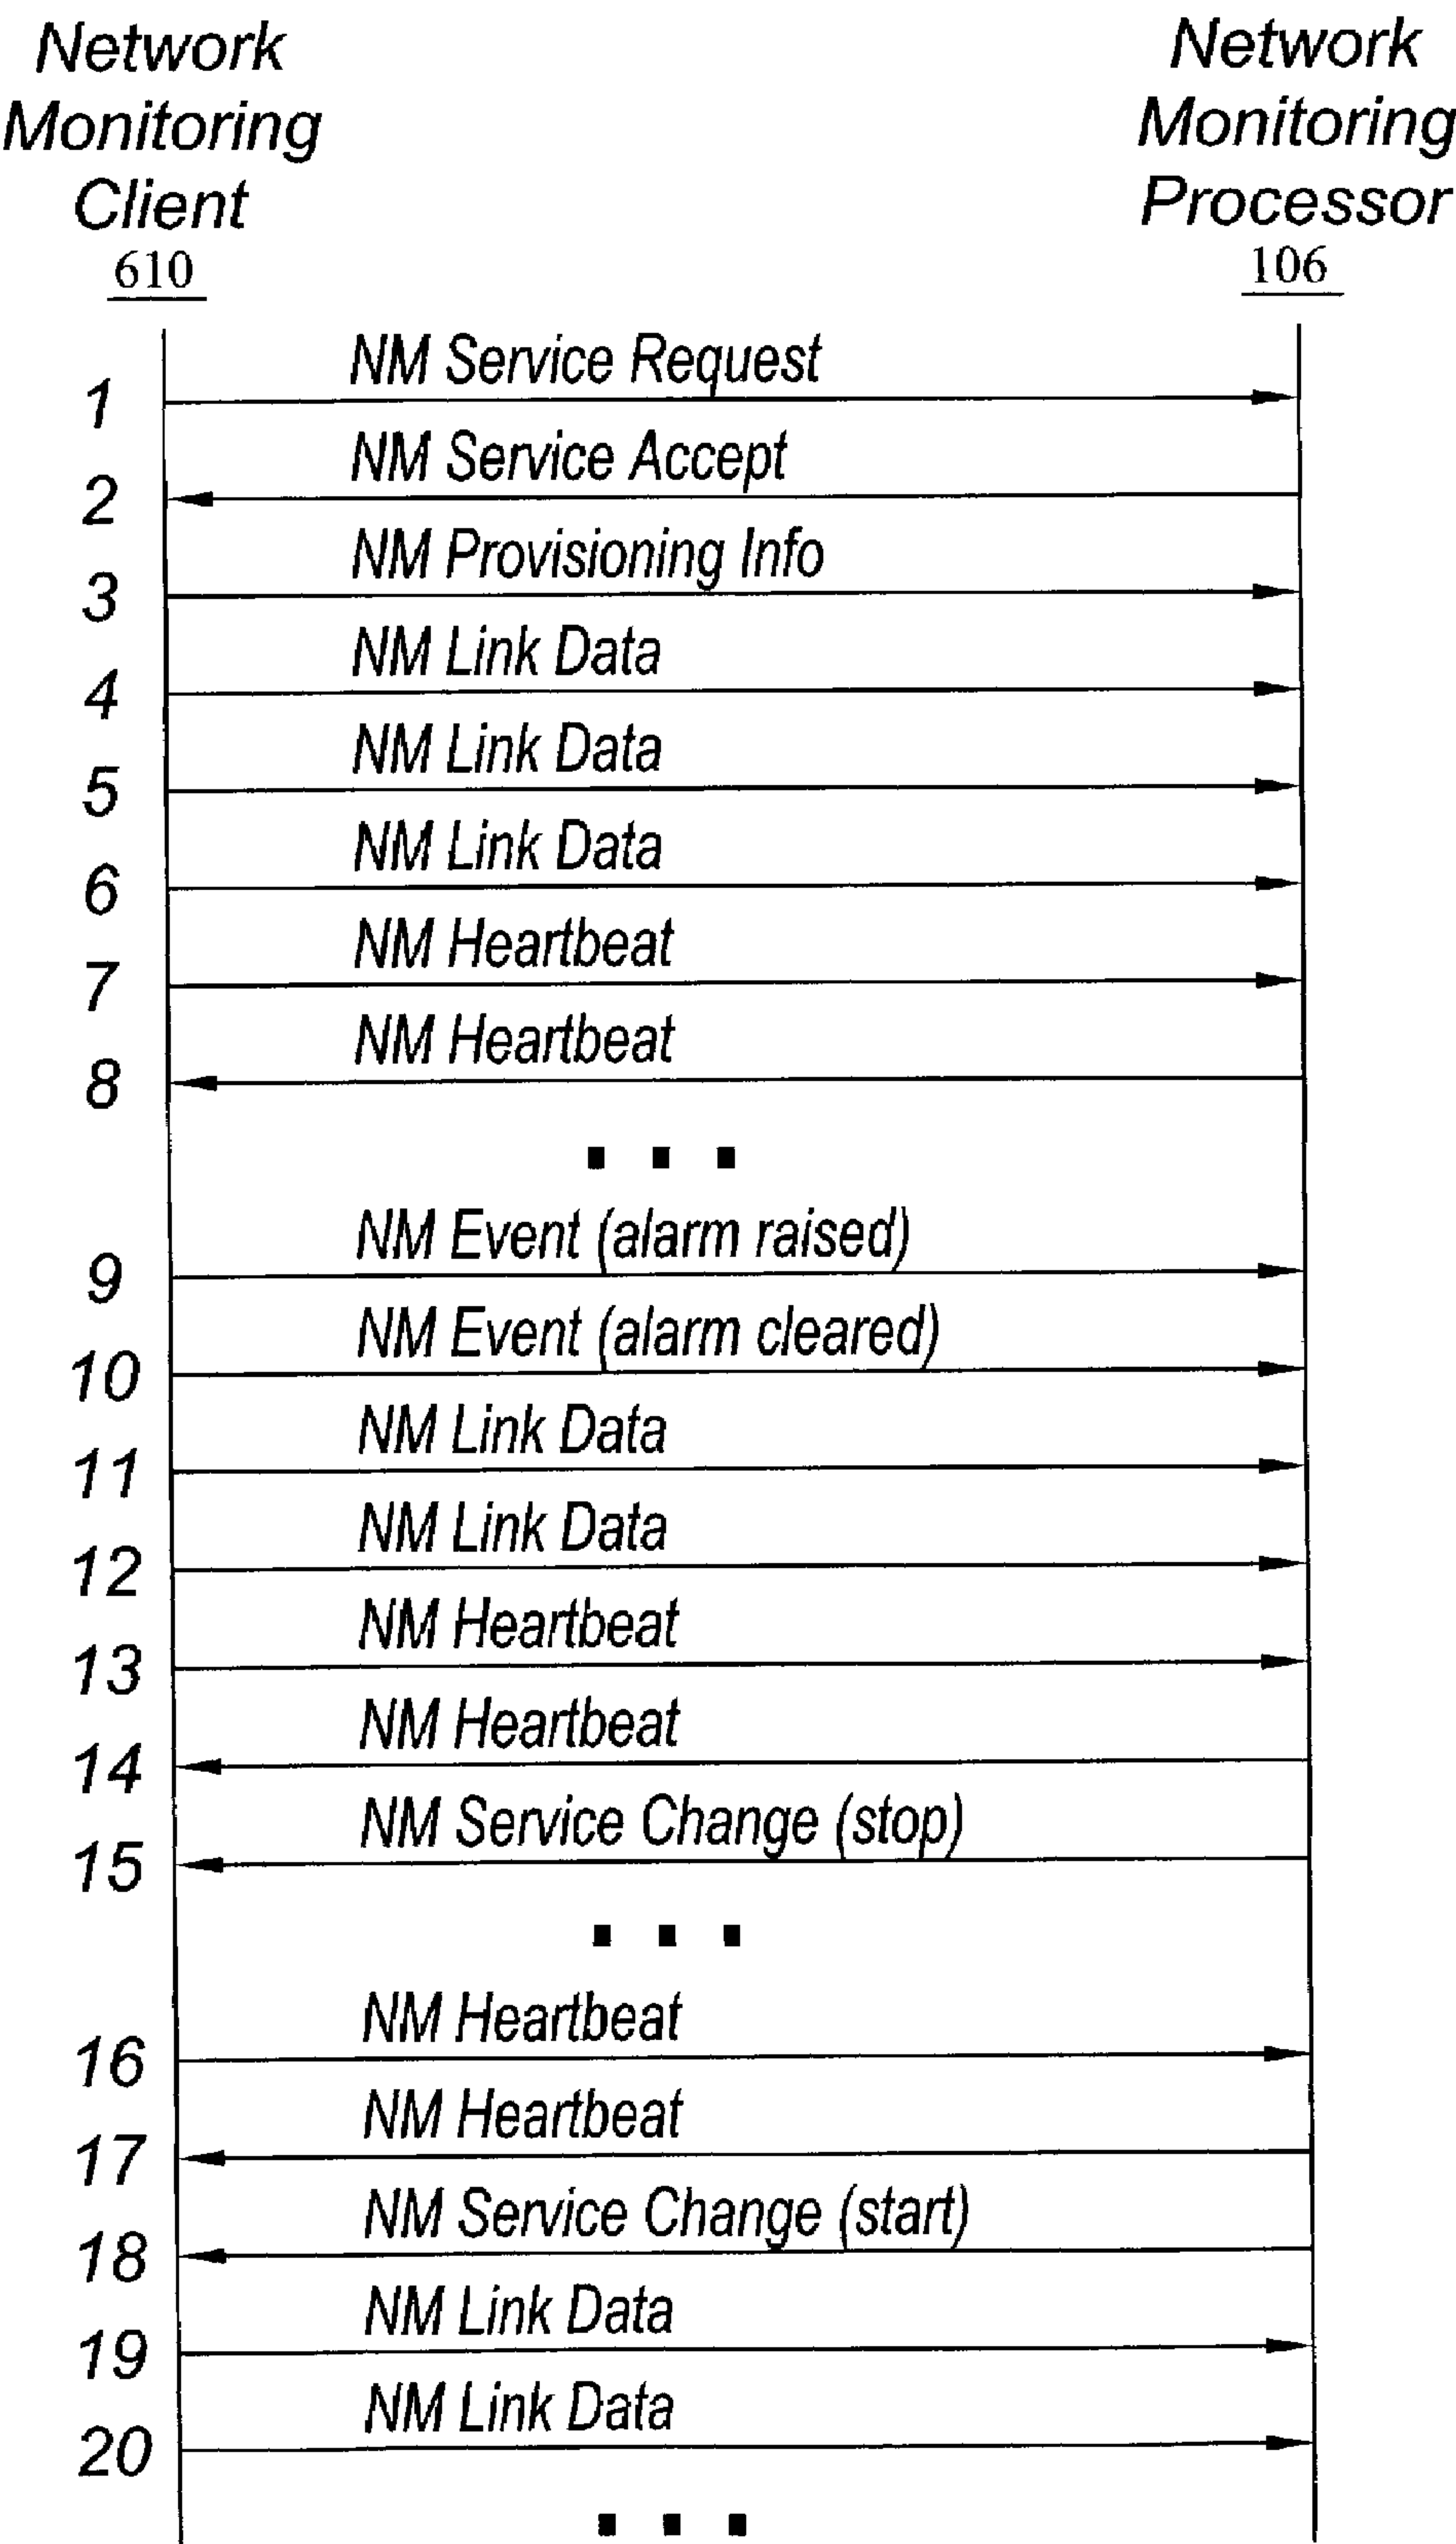 Network
Monitoring
Client
610
Network
Monitoring
Processor
106
NM Service Request
1
NM Service Accept
2
NM Provisioning Info
3
NM Link Data
4
NM Link Data
5
NM Link Data
6
NM Heartbeat
7
NM Heartbeat
8
. . .
NM Event (alarm raised)
9
NM Event (alarm cleared)
10
NM Link Data
11
NM Link Data
12
NM Heartbeat
13
NM Heartbeat
14
NM Service Change (stop)
15
. . .
NM Heartbeat
16
NM Heartbeat
17
NM Service Change (start)
18
NM Link Data
19
NM Link Data
20
. . .